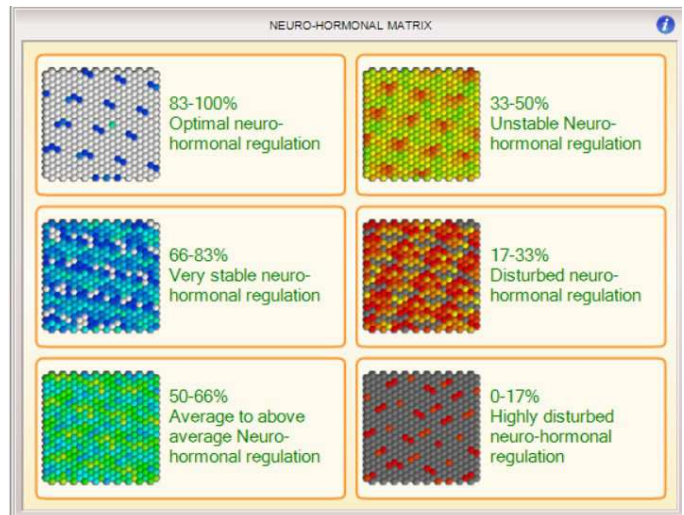 NEURO-HORMONAL MATRIX
i
83-100%
Optimal neuro-
hormonal regulation
33-50%
Unstable Neuro-
hormonal regulation
66-83%
Very stable neuro-
hormonal regulation
17-33%
Disturbed neuro-
hormonal regulation
50-66%
Average to above
average Neuro-
hormonal regulation
0-17%
Highly disturbed
neuro-hormonal
regulation